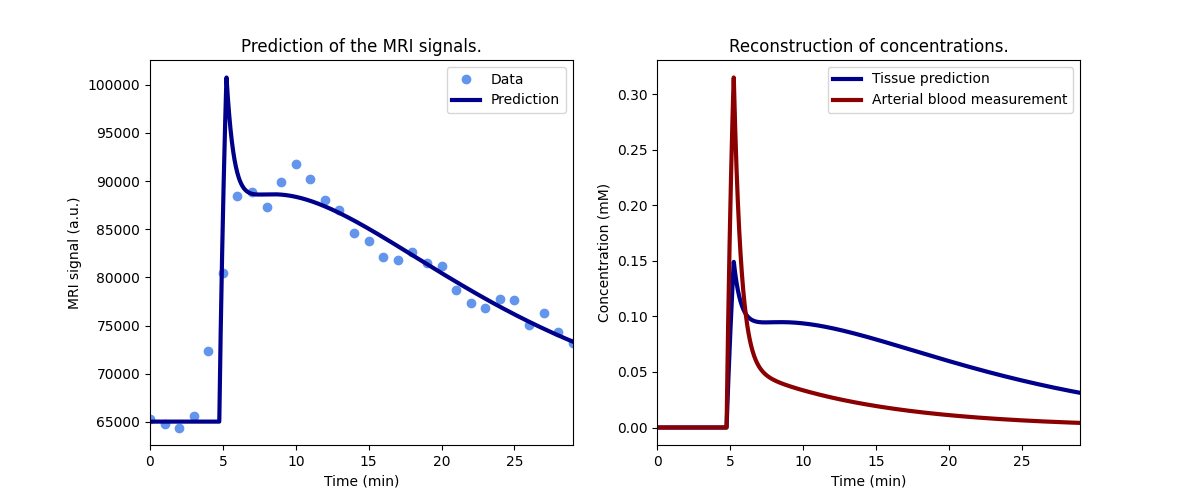 Prediction of the MRI signals.
MRI signal (a.u.)
100000
95000
90000
85000
80000
75000
70000
65000
Data
Prediction
0 5 10 15 20 25
Time (min)
Reconstruction of concentrations.
Concentration (mM)
0.30
0.25
0.20
0.15
0.10
0.05
0.00
Tissue prediction
Arterial blood measurement
0 5 10 15 20 25
Time (min)